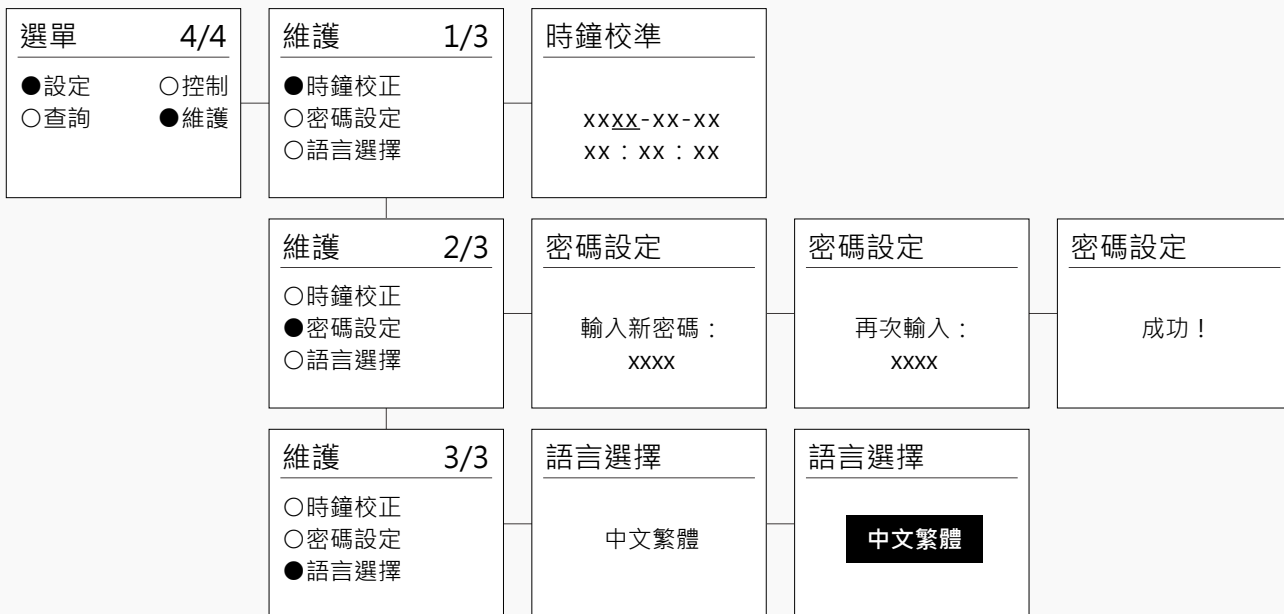 選單 4/4
●設定 ○控制
○查詢 ●維護
維護 1/3
●時鐘校正
○密碼設定
○語言選擇
時鐘校準
xxxx-xx-xx
xx：xx：xx
維護 2/3
○時鐘校正
●密碼設定
○語言選擇
密碼設定
輸入新密碼：
xxxx
密碼設定
再次輸入：
xxxx
密碼設定
成功！
維護 3/3
○時鐘校正
○密碼設定
●語言選擇
語言選擇
中文繁體
語言選擇
中文繁體